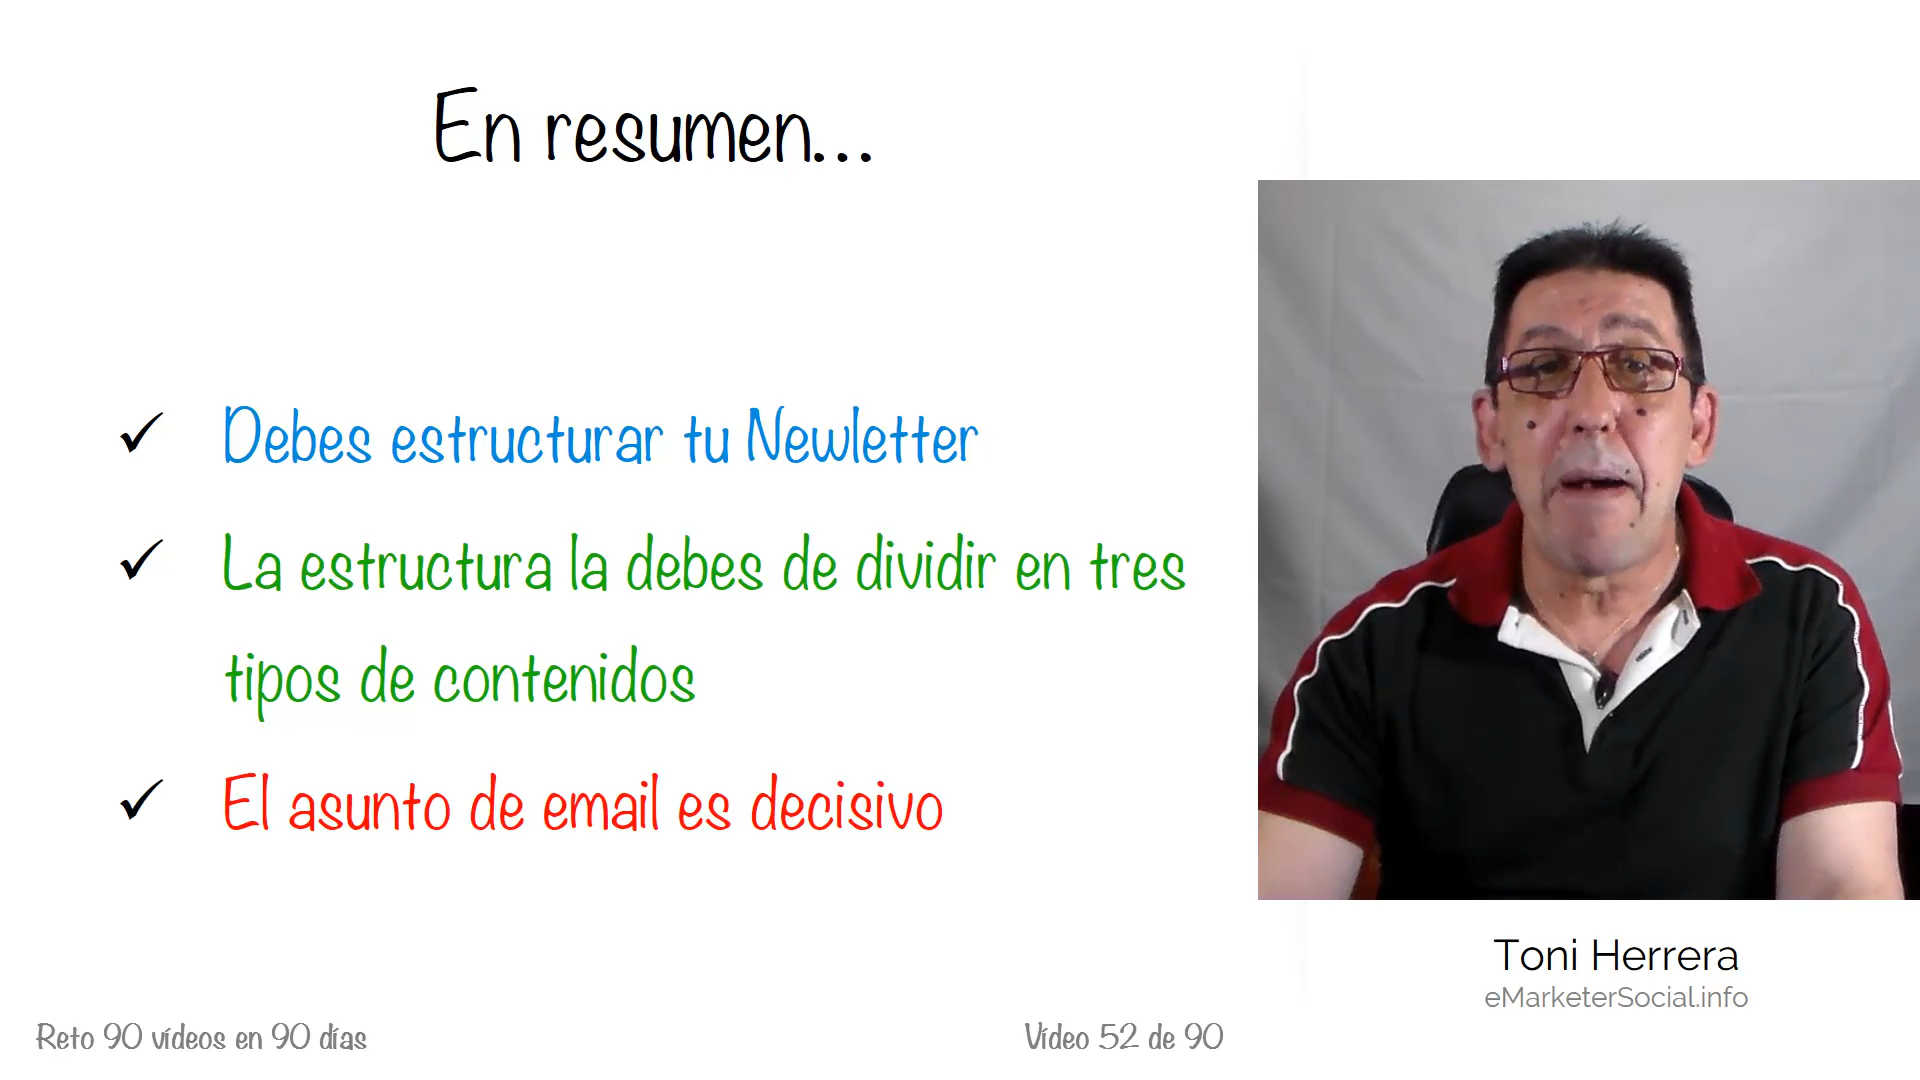 En resumen...
✓ Debes estructurar tu Newletter
✓ La estructura la debes de dividir en tres
tipos de contenidos
✓ El asunto de email es decisivo
Toni Herrera
eMarketerSocial.info
Reto 90 vídeos en 90 días
Vídeo 52 de 90